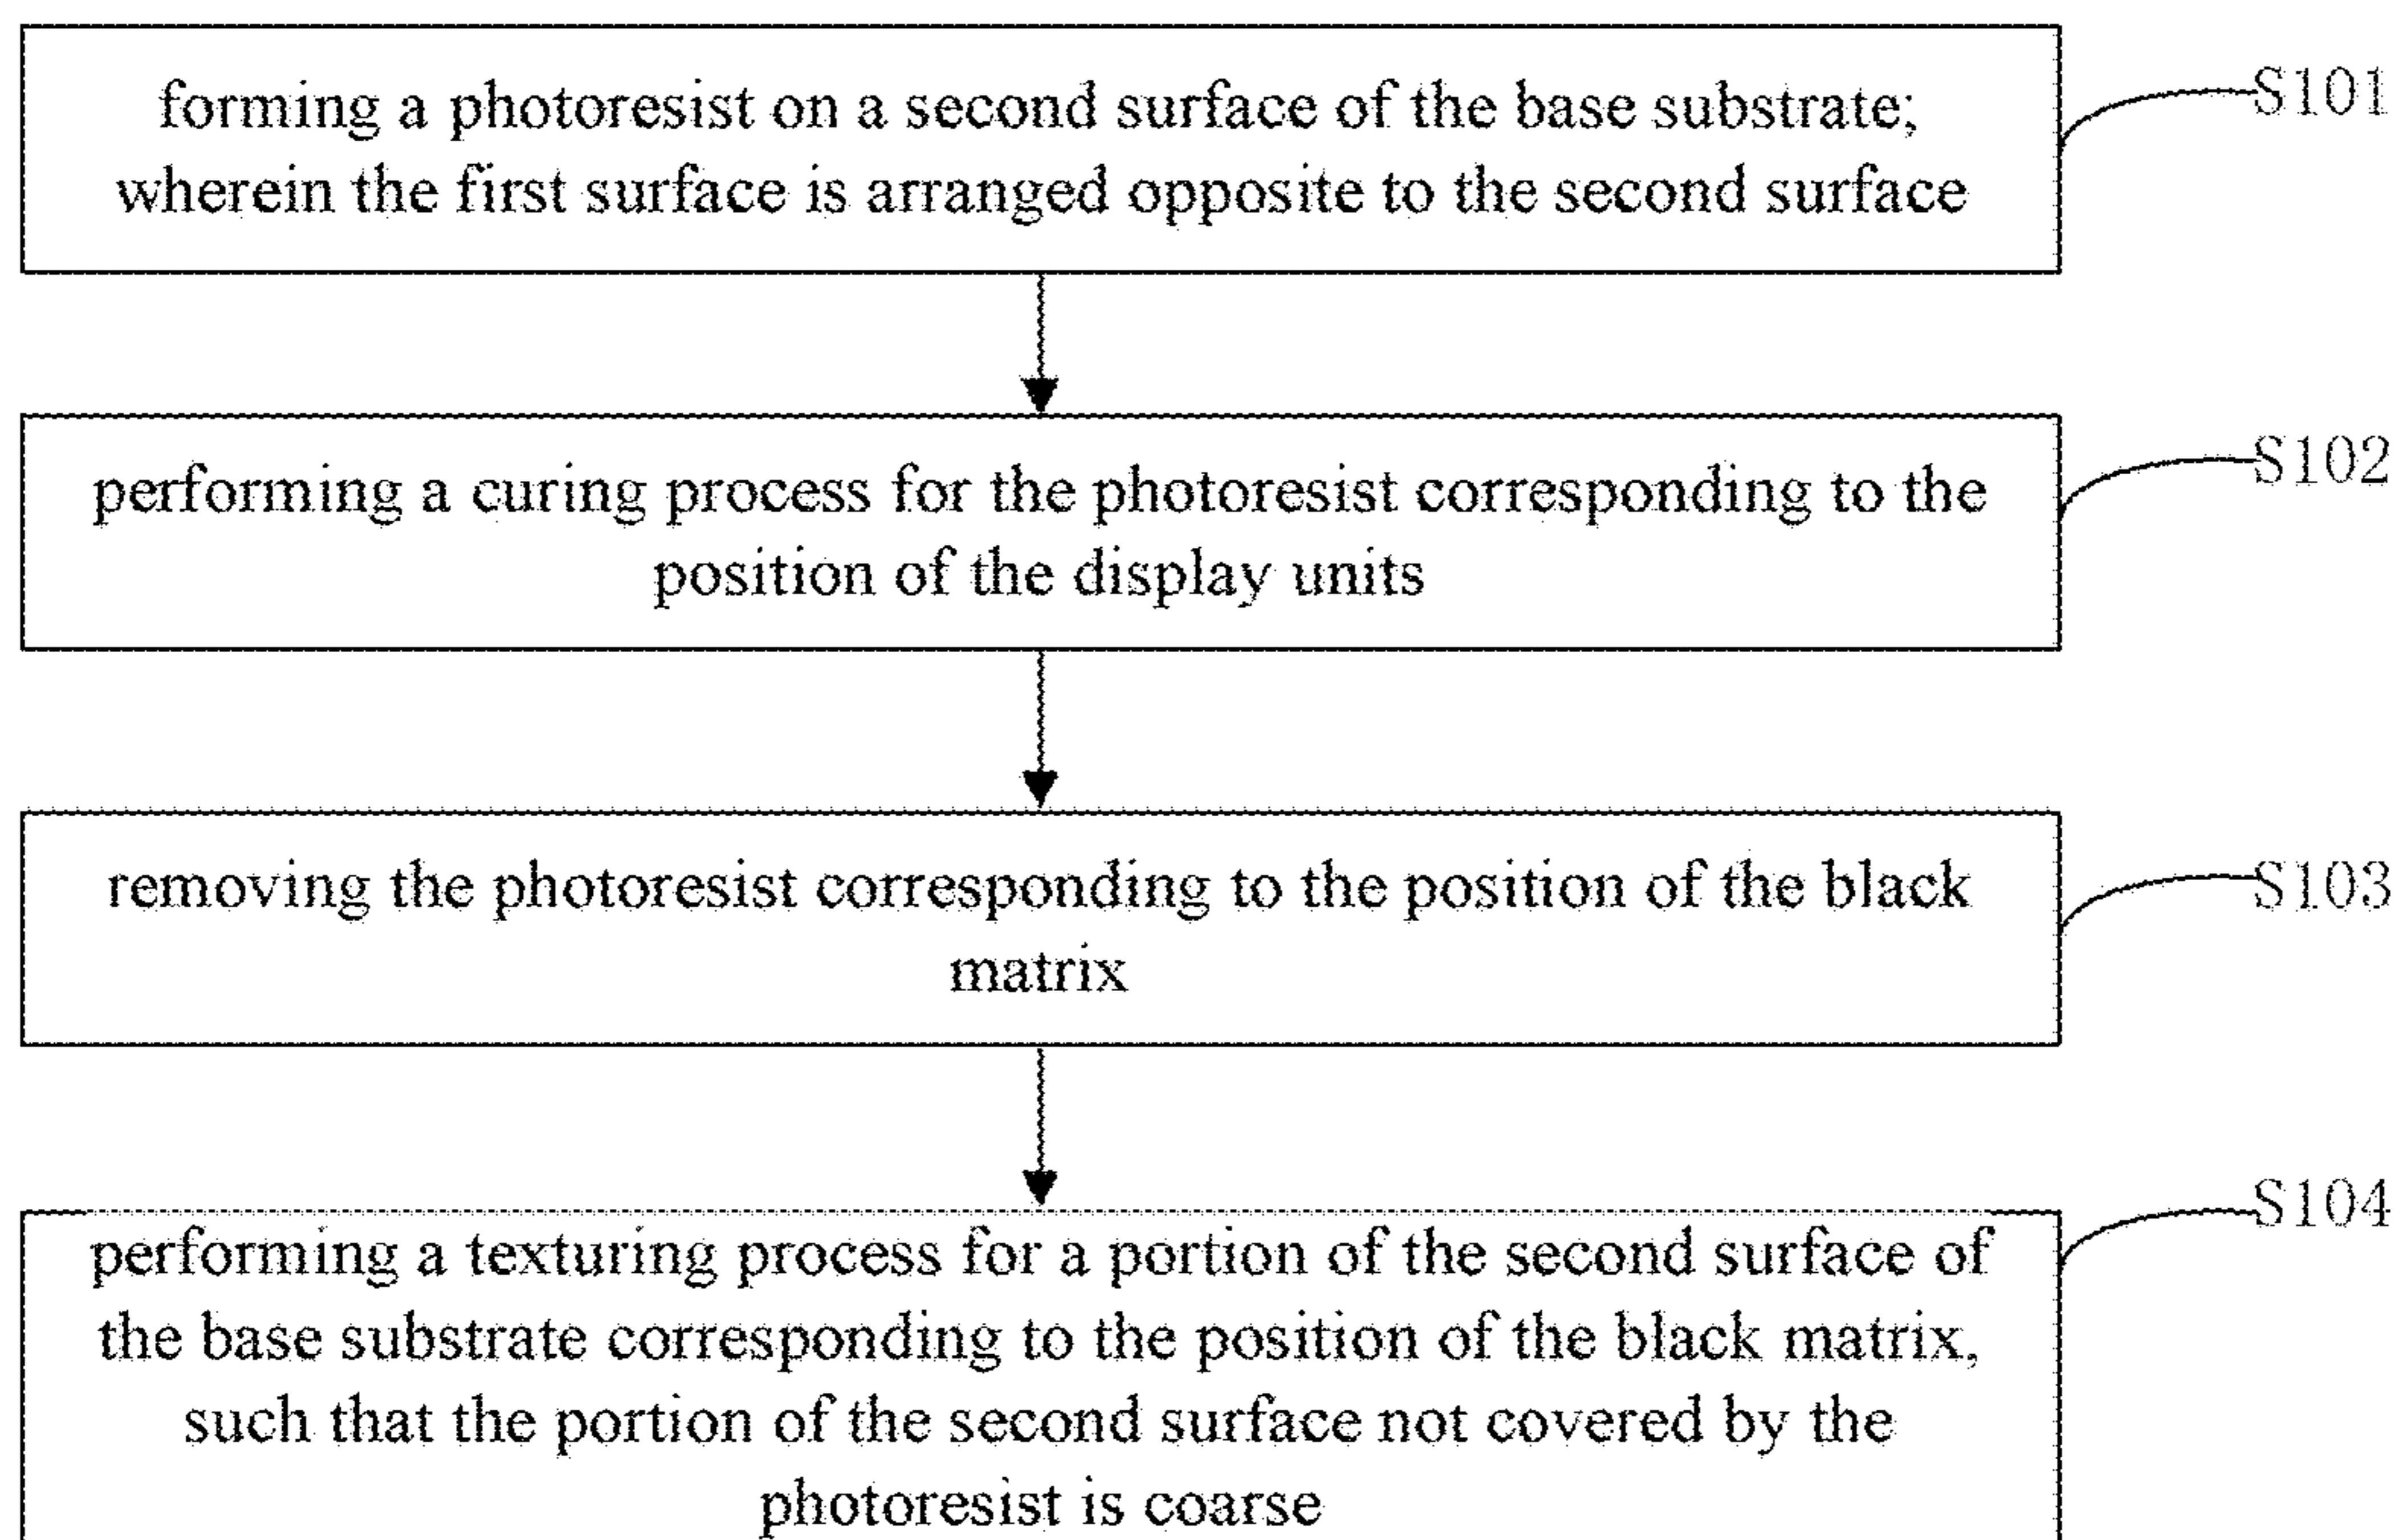 forming a photoresist on a second surface of the base substrate;
wherein the first surface is arranged opposite to the second surface
S101
performing a curing process for the photoresist corresponding to the
position of the display units
S102
removing the photoresist corresponding to the position of the black
matrix
S103
performing a texturing process for a portion of the second surface of
the base substrate corresponding to the position of the black matrix,
such that the portion of the second surface not covered by the
photoresist is coarse
S104